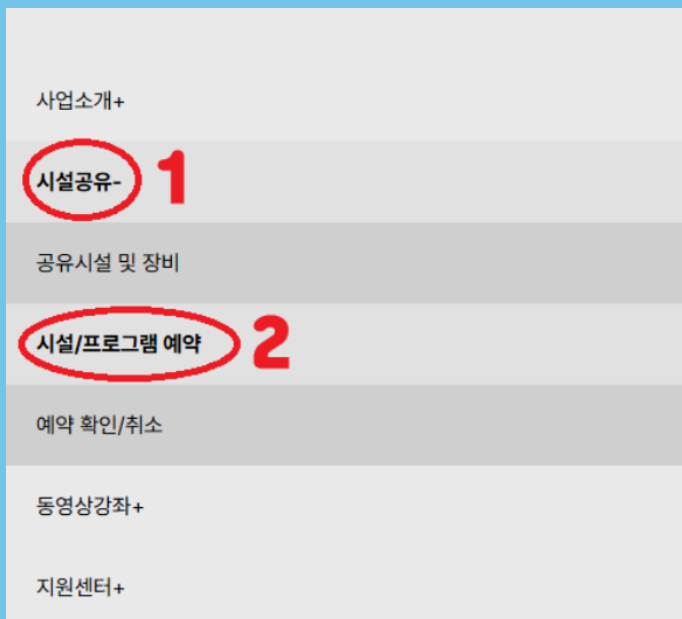 사업소개+
시설공유- 1
공유시설 및 장비
시설/프로그램 예약 2
예약 확인/취소
동영상강좌+
지원센터+